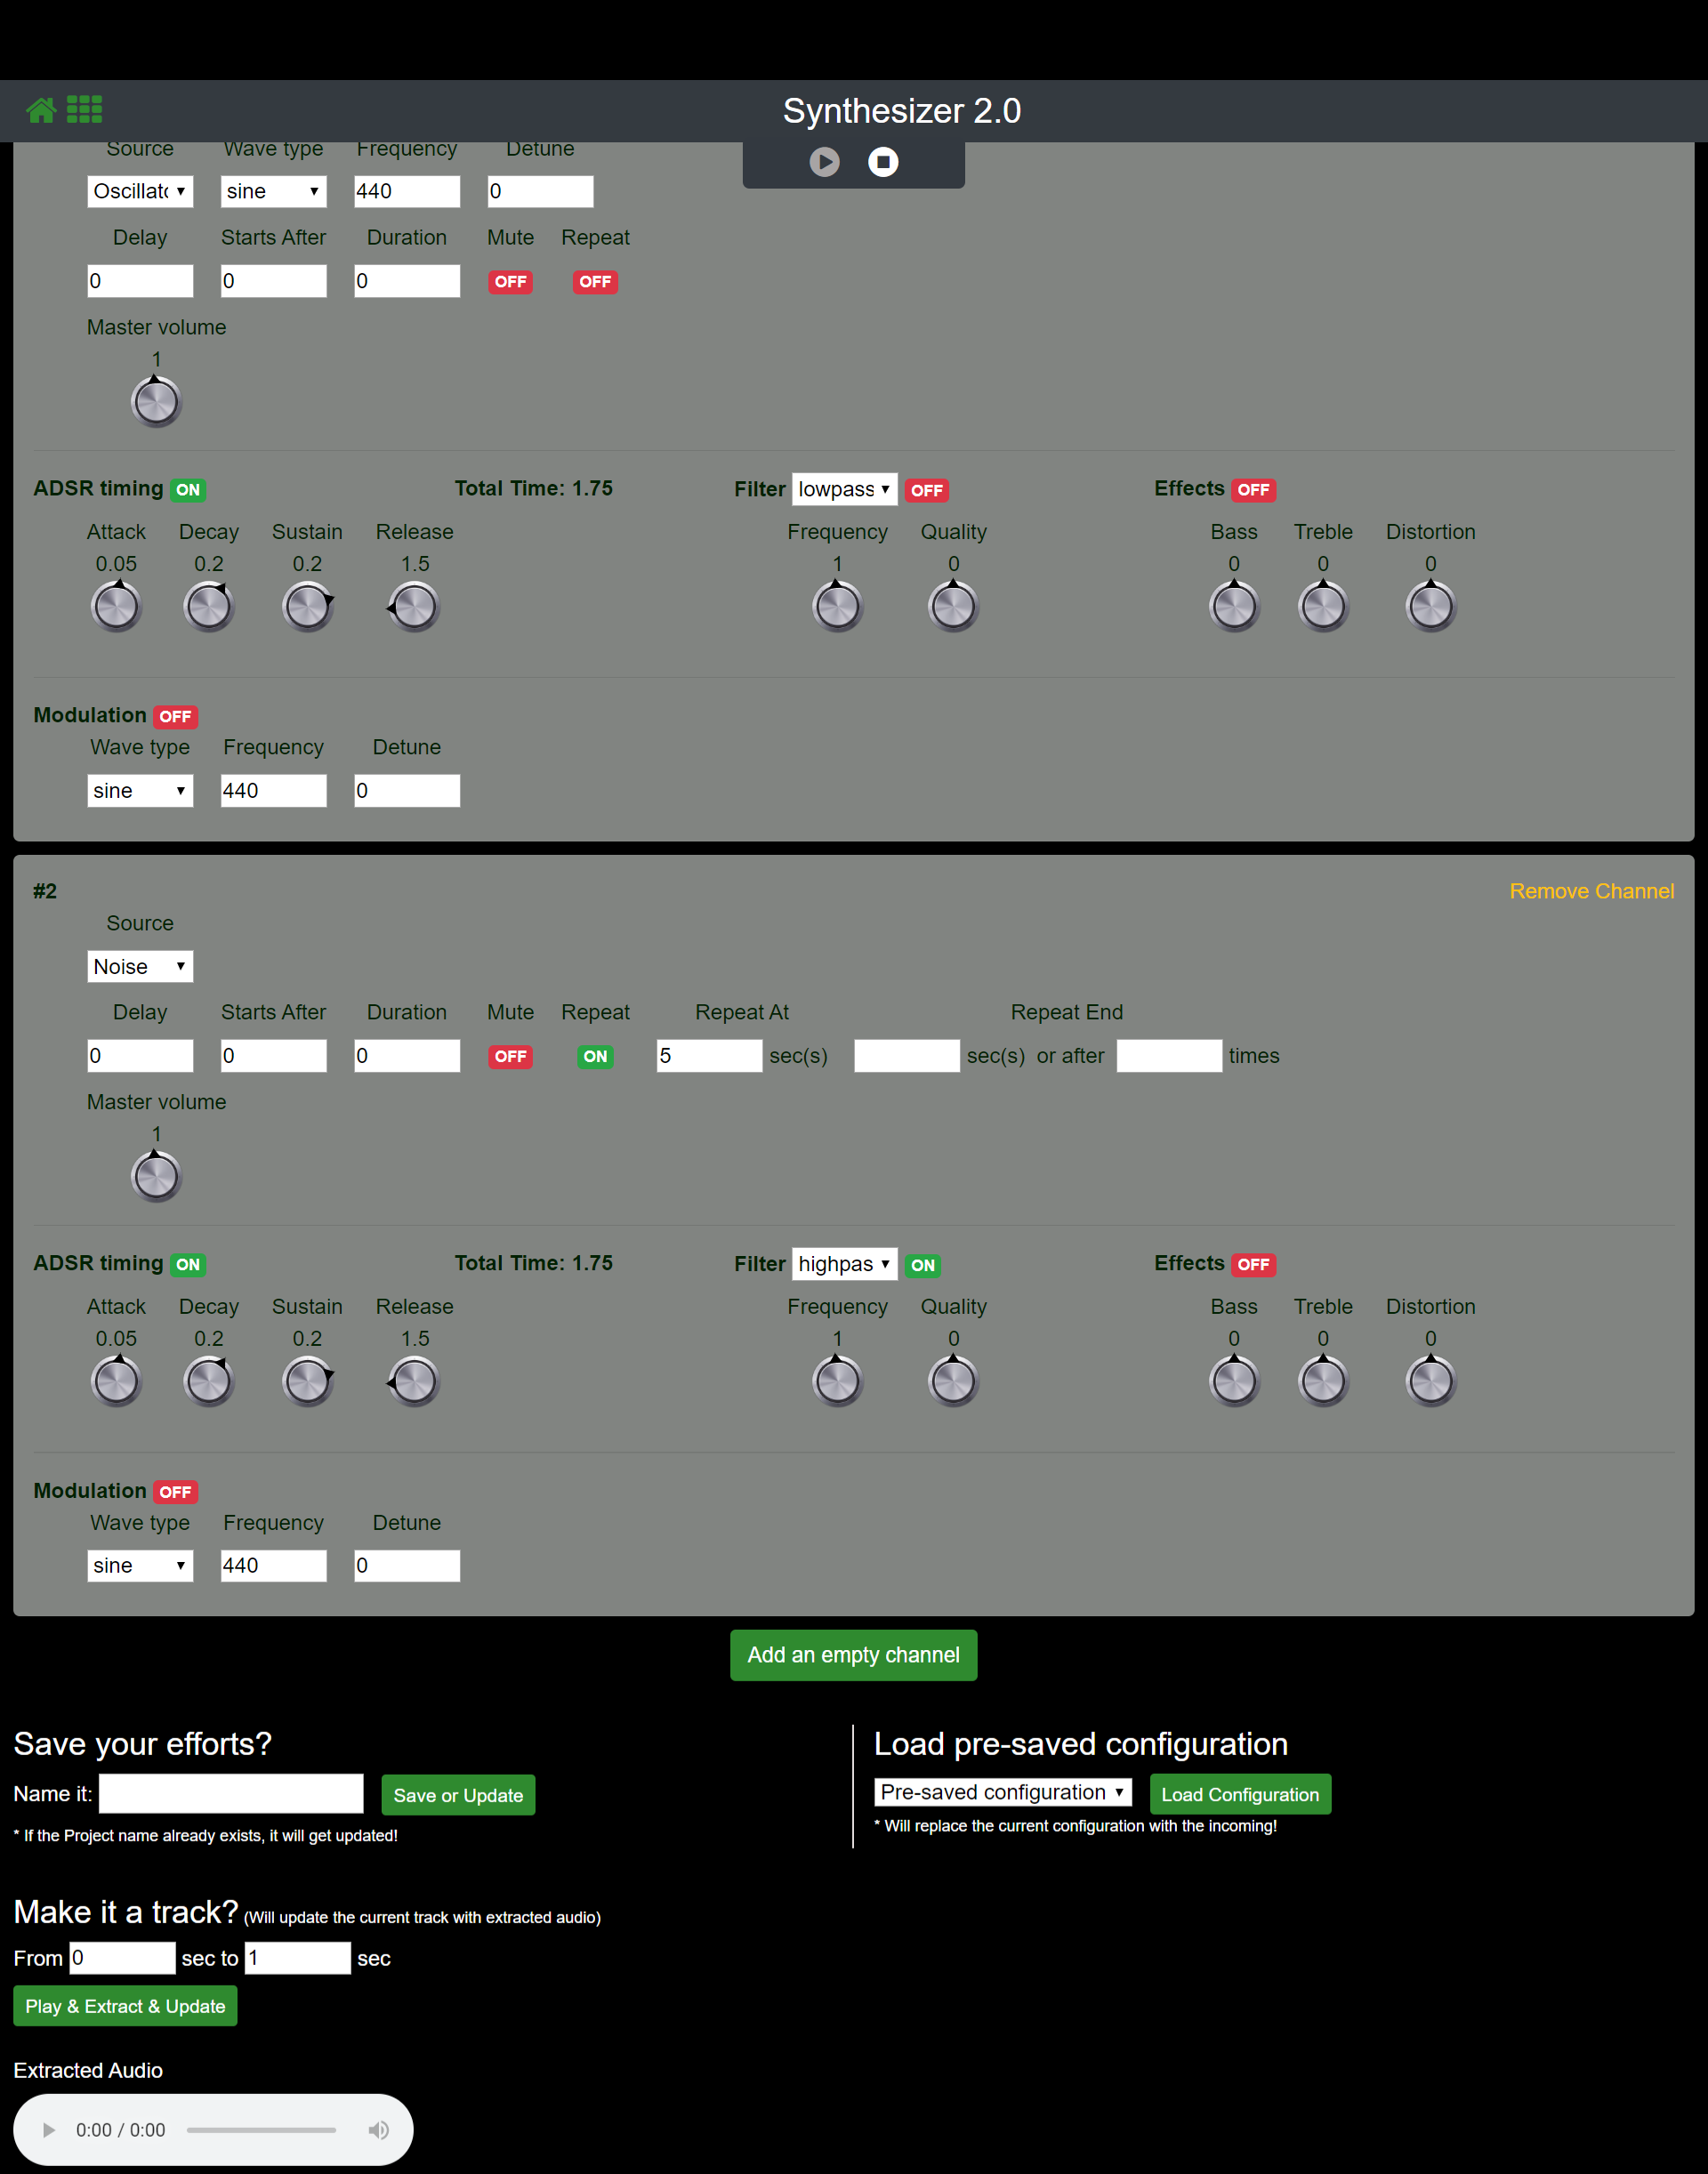 Synthesizer 2.0
Source Wave type Frequency Detune
Oscillato sine 440 0
Delay Starts After Duration Mute Repeat
0 0 0 OFF OFF
Master volume
1
ADSR timing ON Total Time: 1.75 Filter lowpass OFF Effects OFF
Attack Decay Sustain Release Frequency Quality Bass Treble Distortion
0.05 0.2 0.2 1.5 1 0 0 0 0
Modulation OFF
Wave type Frequency Detune
sine 440 0
#2 Remove Channel
Source
Noise
Delay Starts After Duration Mute Repeat Repeat At Repeat End
0 0 0 OFF ON 5 sec(s) sec(s) or after times
Master volume
1
ADSR timing ON Total Time: 1.75 Filter highpas ON Effects OFF
Attack Decay Sustain Release Frequency Quality Bass Treble Distortion
0.05 0.2 0.2 1.5 1 0 0 0 0
Modulation OFF
Wave type Frequency Detune
sine 440 0
Add an empty channel
Save your efforts?
Name it: Save or Update
* If the Project name already exists, it will get updated!
Load pre-saved configuration
Pre-saved configuration Load Configuration
* Will replace the current configuration with the incoming!
Make it a track? (Will update the current track with extracted audio)
From 0 sec to 1 sec
Play & Extract & Update
Extracted Audio
0:00 / 0:00